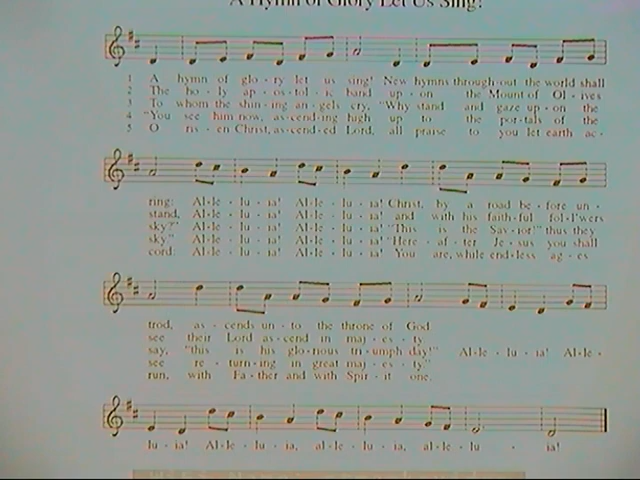 A Hymn of Glory Let Us Sing!
1 A hymn of glo - ry let us sing! New hymns through-out the world shall
2 The ho - ly ap - os - tol - ic band up - on the Mount of Ol - ives
3 To whom the shin - ing an - gels cry, "Why stand and gaze up - on the
4 "You see him now, as-cend-ing high up to the por-tals of the
5 O ris - en Christ, as-cend-ed Lord, all praise to you let earth ac -
ring: Al-le - lu - ia! Al-le - lu - ia! Christ, by a road be - fore un -
stand, Al-le - lu - ia! Al-le - lu - ia! and with his faith-ful fol-l'wers
sky?" Al-le - lu - ia! Al-le - lu - ia! "This is the Sav-ior!" thus they
sky." Al-le - lu - ia! Al-le - lu - ia! "Here - af - ter Je - sus you shall
cord: Al-le - lu - ia! Al-le - lu - ia! You are, while end-less ag - es
trod, as - cends un - to the throne of God
see their Lord as-cend in maj - es - ty
say, "this is his glo-rious tri-umph day!" Al-le - lu - ia! Al-le -
see re - turn-ing in great maj-es-ty."
run, with Fa-ther and with Spir - it one.
lu - ia! Al-le - lu - ia, al-le - lu - ia, al-le - lu - ia!